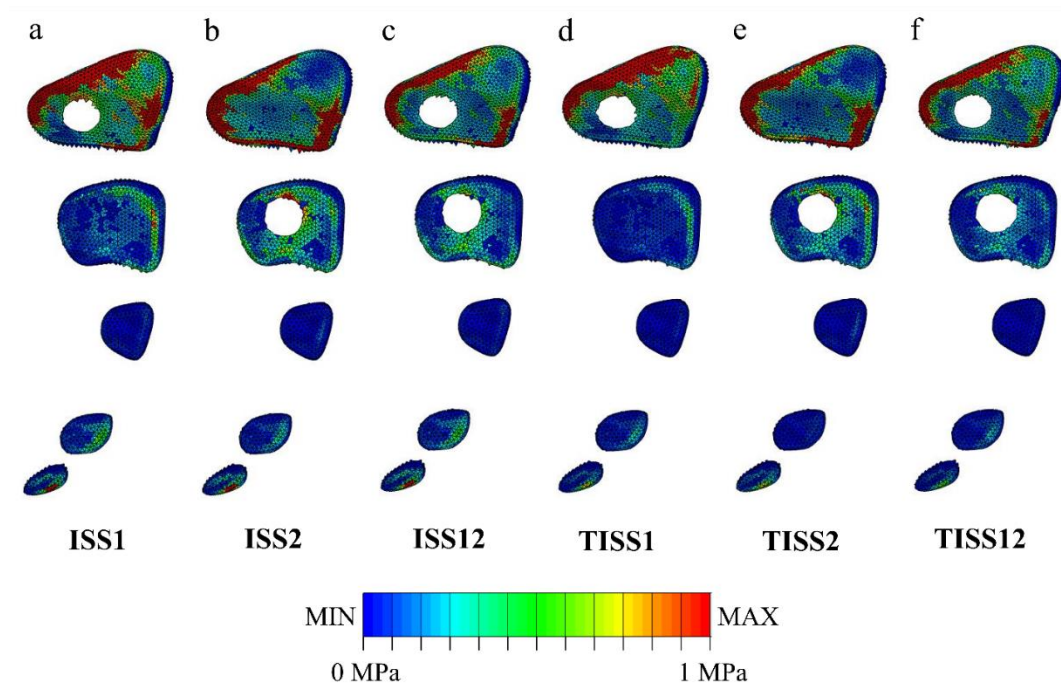 a b c d e f
ISS1 ISS2 ISS12 TISS1 TISS2 TISS12
MIN MAX
0 MPa 1 MPa